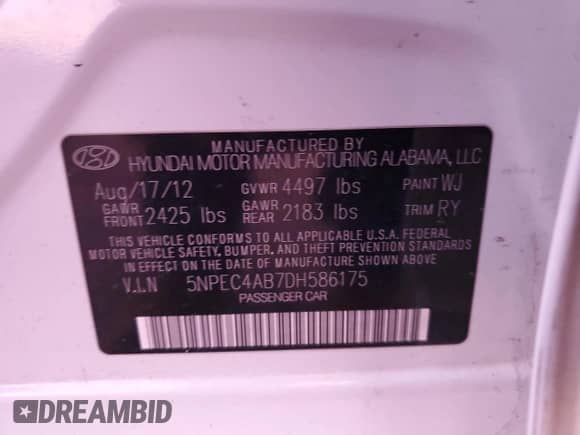 MANUFACTURED BY
HYUNDAI MOTOR MANUFACTURING ALABAMA, LLC
Aug/17/12 GVWR 4497 lbs PAINT WJ
GAWR FRONT 2425 lbs GAWR REAR 2183 lbs TRIM RY
THIS VEHICLE CONFORMS TO ALL APPLICABLE U.S.A. FEDERAL
MOTOR VEHICLE SAFETY, BUMPER, AND THEFT PREVENTION STANDARDS
IN EFFECT ON THE DATE OF MANUFACTURE SHOWN ABOVE.
V.I.N 5NPEC4AB7DH586175
PASSENGER CAR
DREAMBID